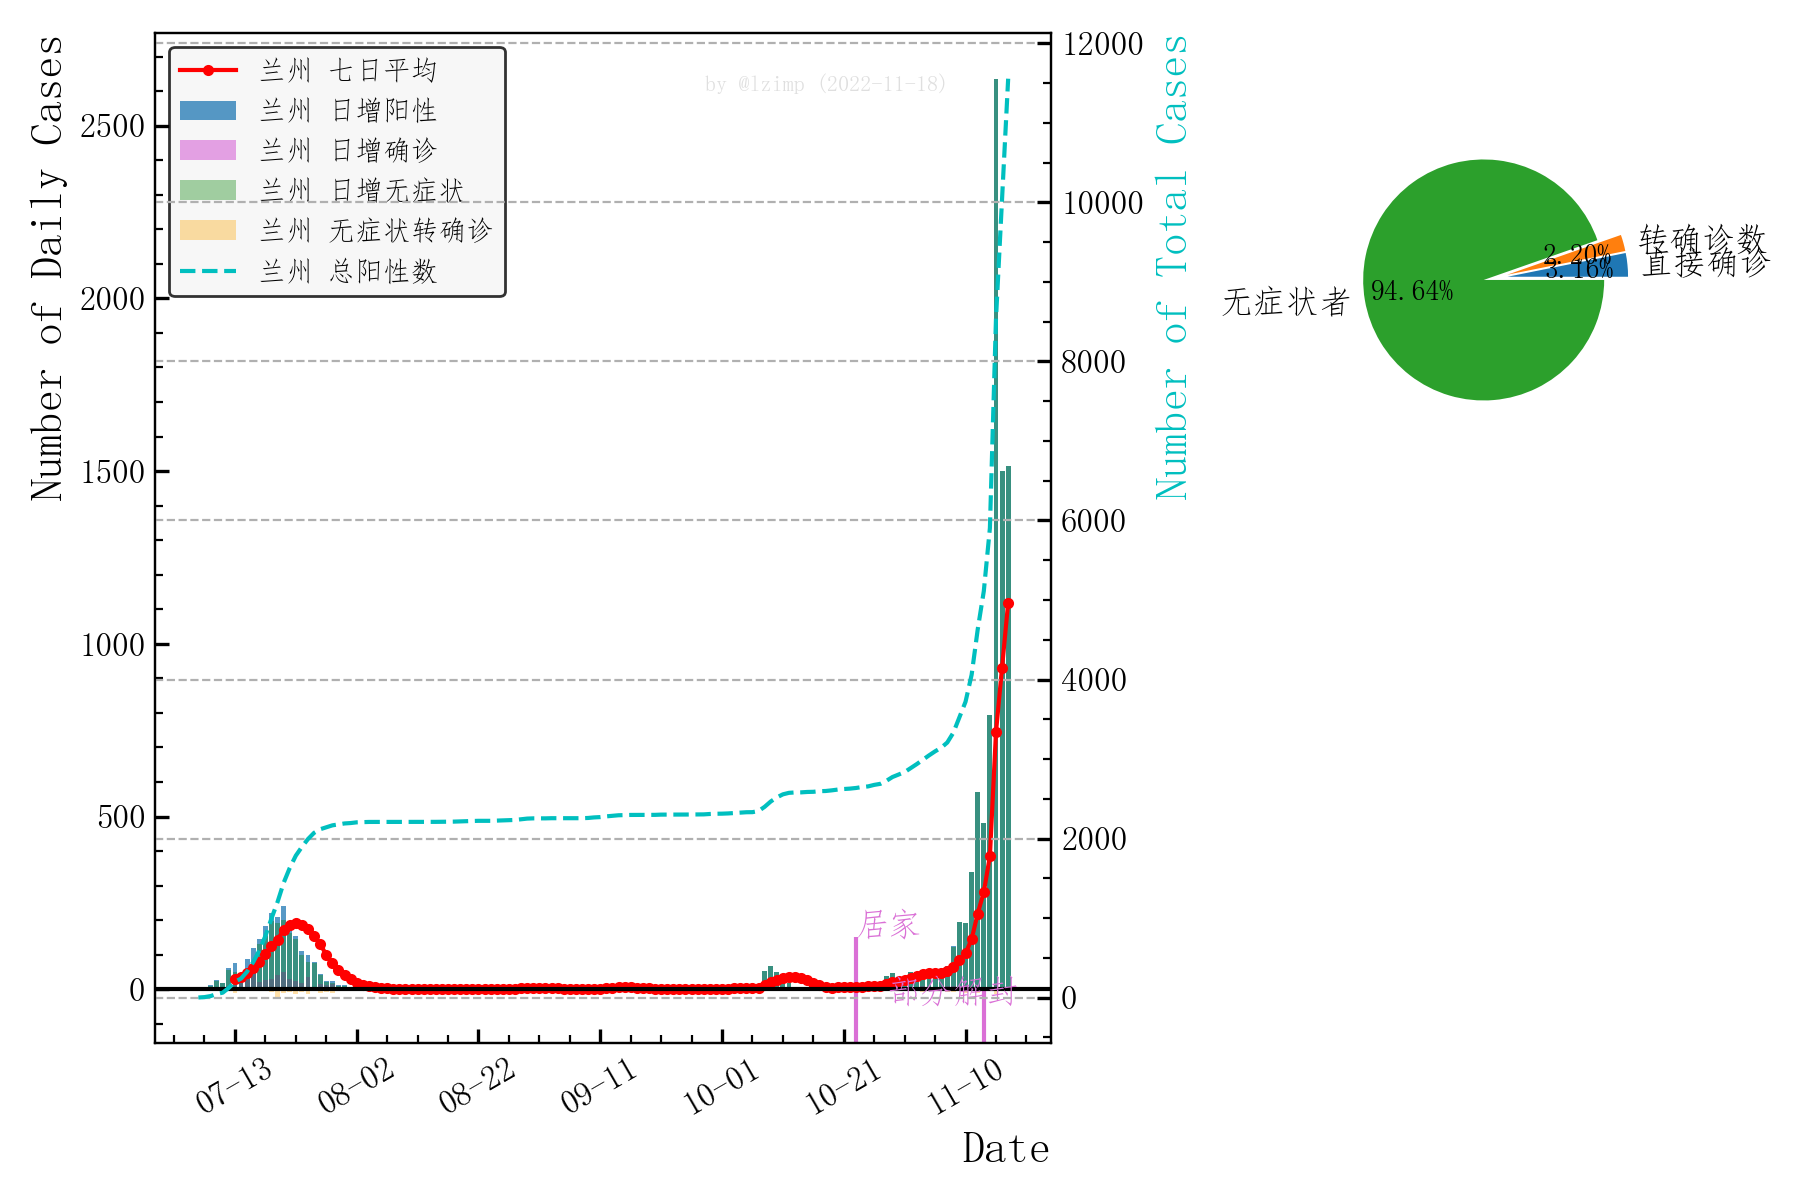 Number of Daily Cases
2500
2000
1500
1000
500
0
兰州 七日平均
兰州 日增阳性
兰州 日增确诊
兰州 日增无症状
兰州 无症状转确诊
兰州 总阳性数
by @lzimp (2022-11-18)
居家
部分解封
07-13
08-02
08-22
09-11
10-01
10-21
11-10
Date
12000
10000
8000
6000
4000
2000
0
Number of Total Cases
转确诊数
2.20%
直接确诊
3.16%
无症状者
94.64%